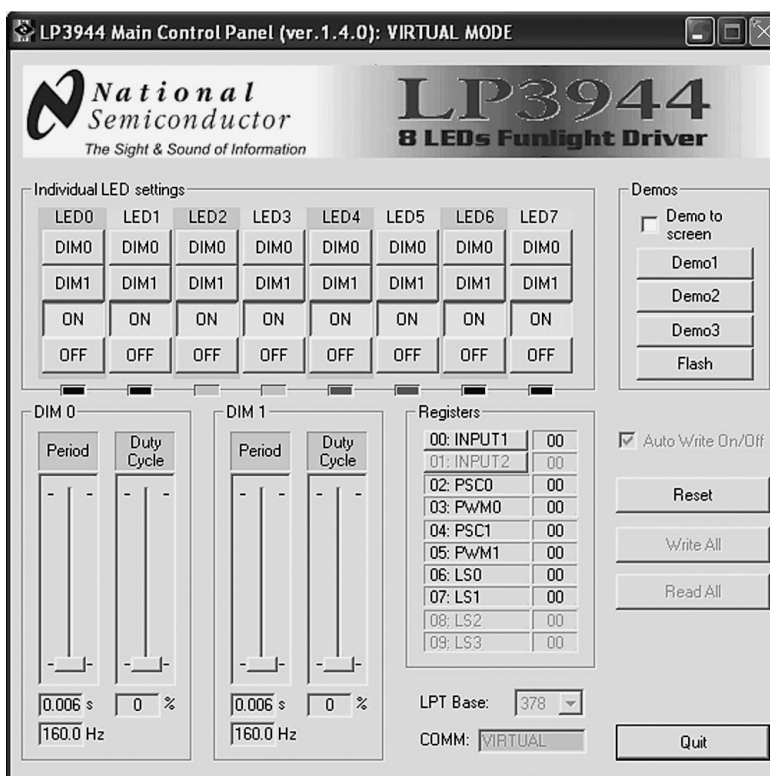 LP3944 Main Control Panel (ver.1.4.0): VIRTUAL MODE
National
Semiconductor
The Sight & Sound of Information
LP3944
8 LEDs Funlight Driver
Individual LED settings
LED0 LED1 LED2 LED3 LED4 LED5 LED6 LED7
DIM0 DIM0 DIM0 DIM0 DIM0 DIM0 DIM0 DIM0
DIM1 DIM1 DIM1 DIM1 DIM1 DIM1 DIM1 DIM1
ON ON ON ON ON ON ON ON
OFF OFF OFF OFF OFF OFF OFF OFF
Demos
Demo to
screen
Demo1
Demo2
Demo3
Flash
DIM 0
Period
Duty
Cycle
0.006 s
0 %
160.0 Hz
DIM 1
Period
Duty
Cycle
0.006 s
0 %
160.0 Hz
Registers
00: INPUT1 00
01: INPUT2 00
02: PSC0 00
03: PWM0 00
04: PSC1 00
05: PWM1 00
06: LS0 00
07: LS1 00
08: LS2 00
09: LS3 00
LPT Base: 378
COMM: VIRTUAL
Auto Write On/Off
Reset
Write All
Read All
Quit